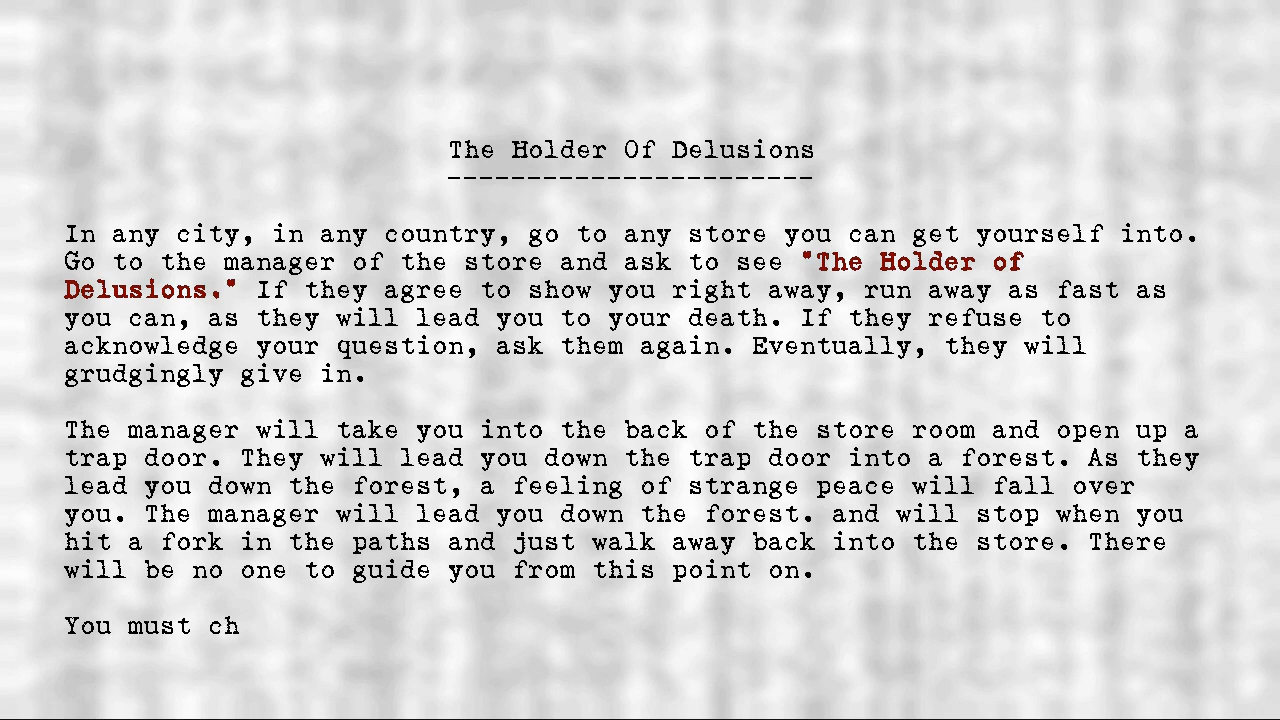 The Holder Of Delusions
-----------------------
In any city, in any country, go to any store you can get yourself into.
Go to the manager of the store and ask to see "The Holder of
Delusions." If they agree to show you right away, run away as fast as
you can, as they will lead you to your death. If they refuse to
acknowledge your question, ask them again. Eventually, they will
grudgingly give in.
The manager will take you into the back of the store room and open up a
trap door. They will lead you down the trap door into a forest. As they
lead you down the forest, a feeling of strange peace will fall over
you. The manager will lead you down the forest. and will stop when you
hit a fork in the paths and just walk away back into the store. There
will be no one to guide you from this point on.
You must ch